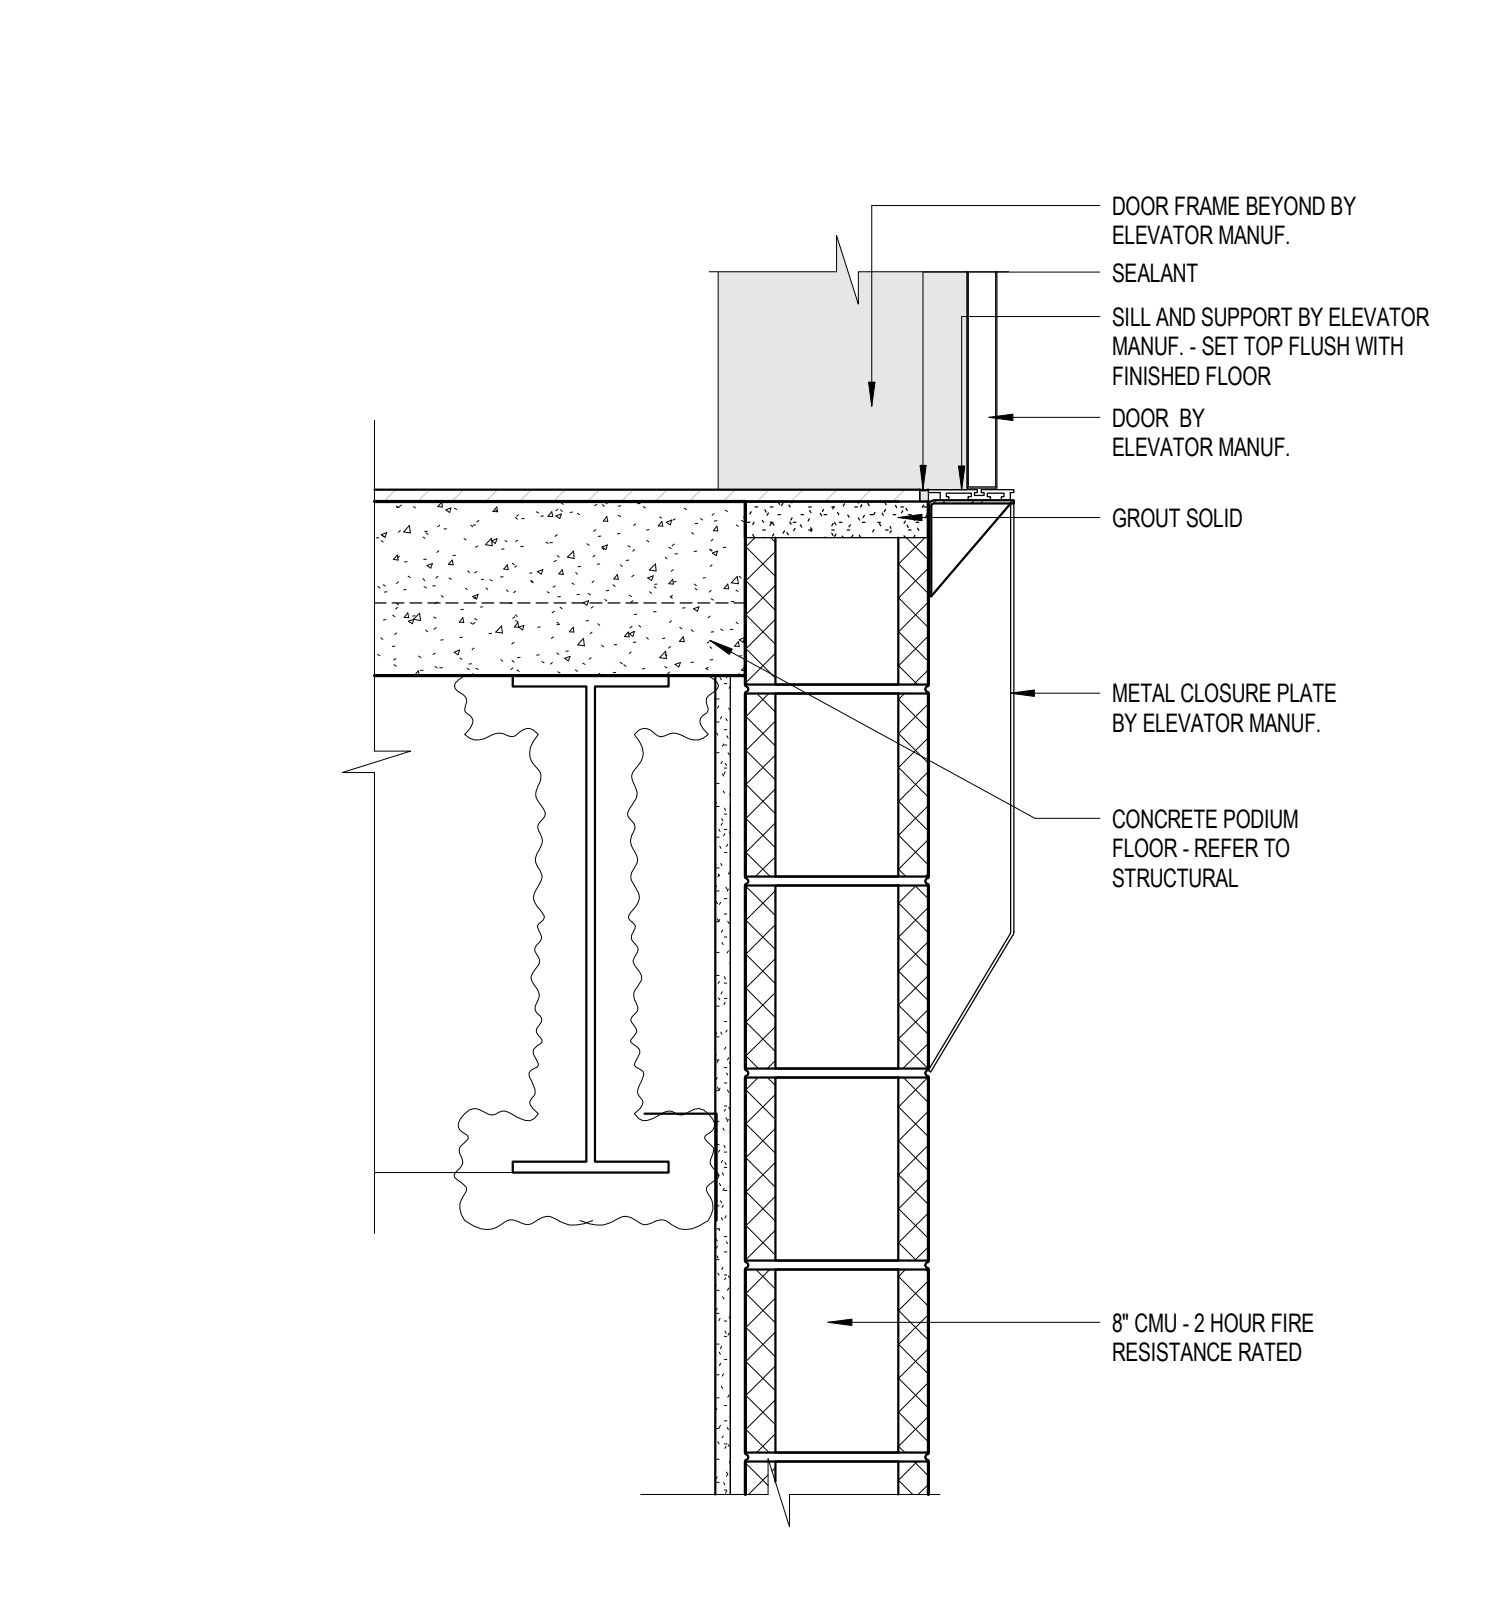 DOOR FRAME BEYOND BY
ELEVATOR MANUF.
SEALANT
SILL AND SUPPORT BY ELEVATOR
MANUF. - SET TOP FLUSH WITH
FINISHED FLOOR
DOOR BY
ELEVATOR MANUF.
GROUT SOLID
METAL CLOSURE PLATE
BY ELEVATOR MANUF.
CONCRETE PODIUM
FLOOR - REFER TO
STRUCTURAL
8" CMU - 2 HOUR FIRE
RESISTANCE RATED